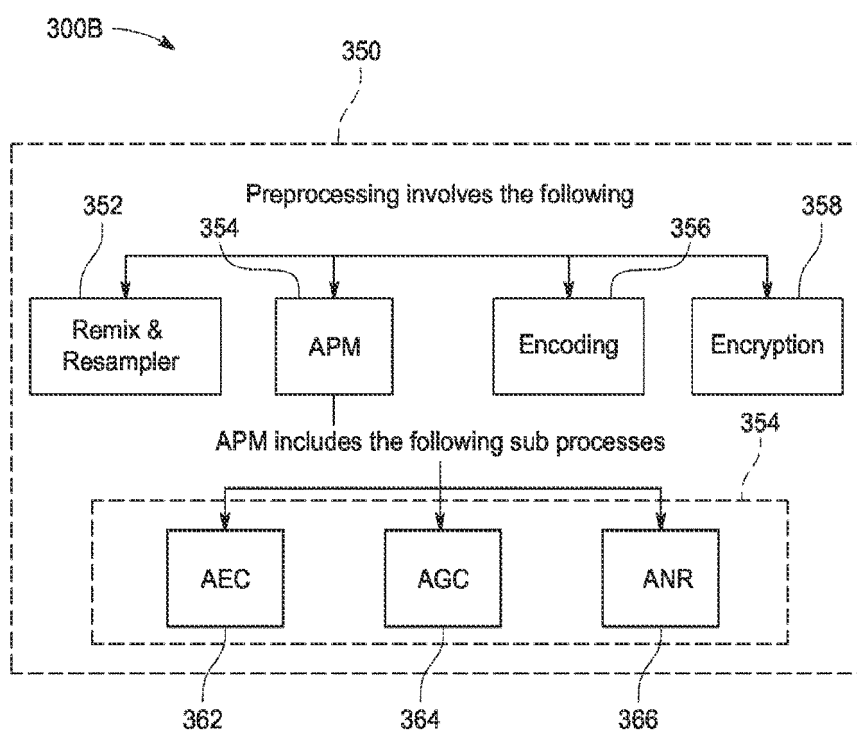 300B
350
Preprocessing involves the following
352
354
356
358
Remix &
Resampler
APM
Encoding
Encryption
APM includes the following sub processes
354
AEC
AGC
ANR
362
364
366